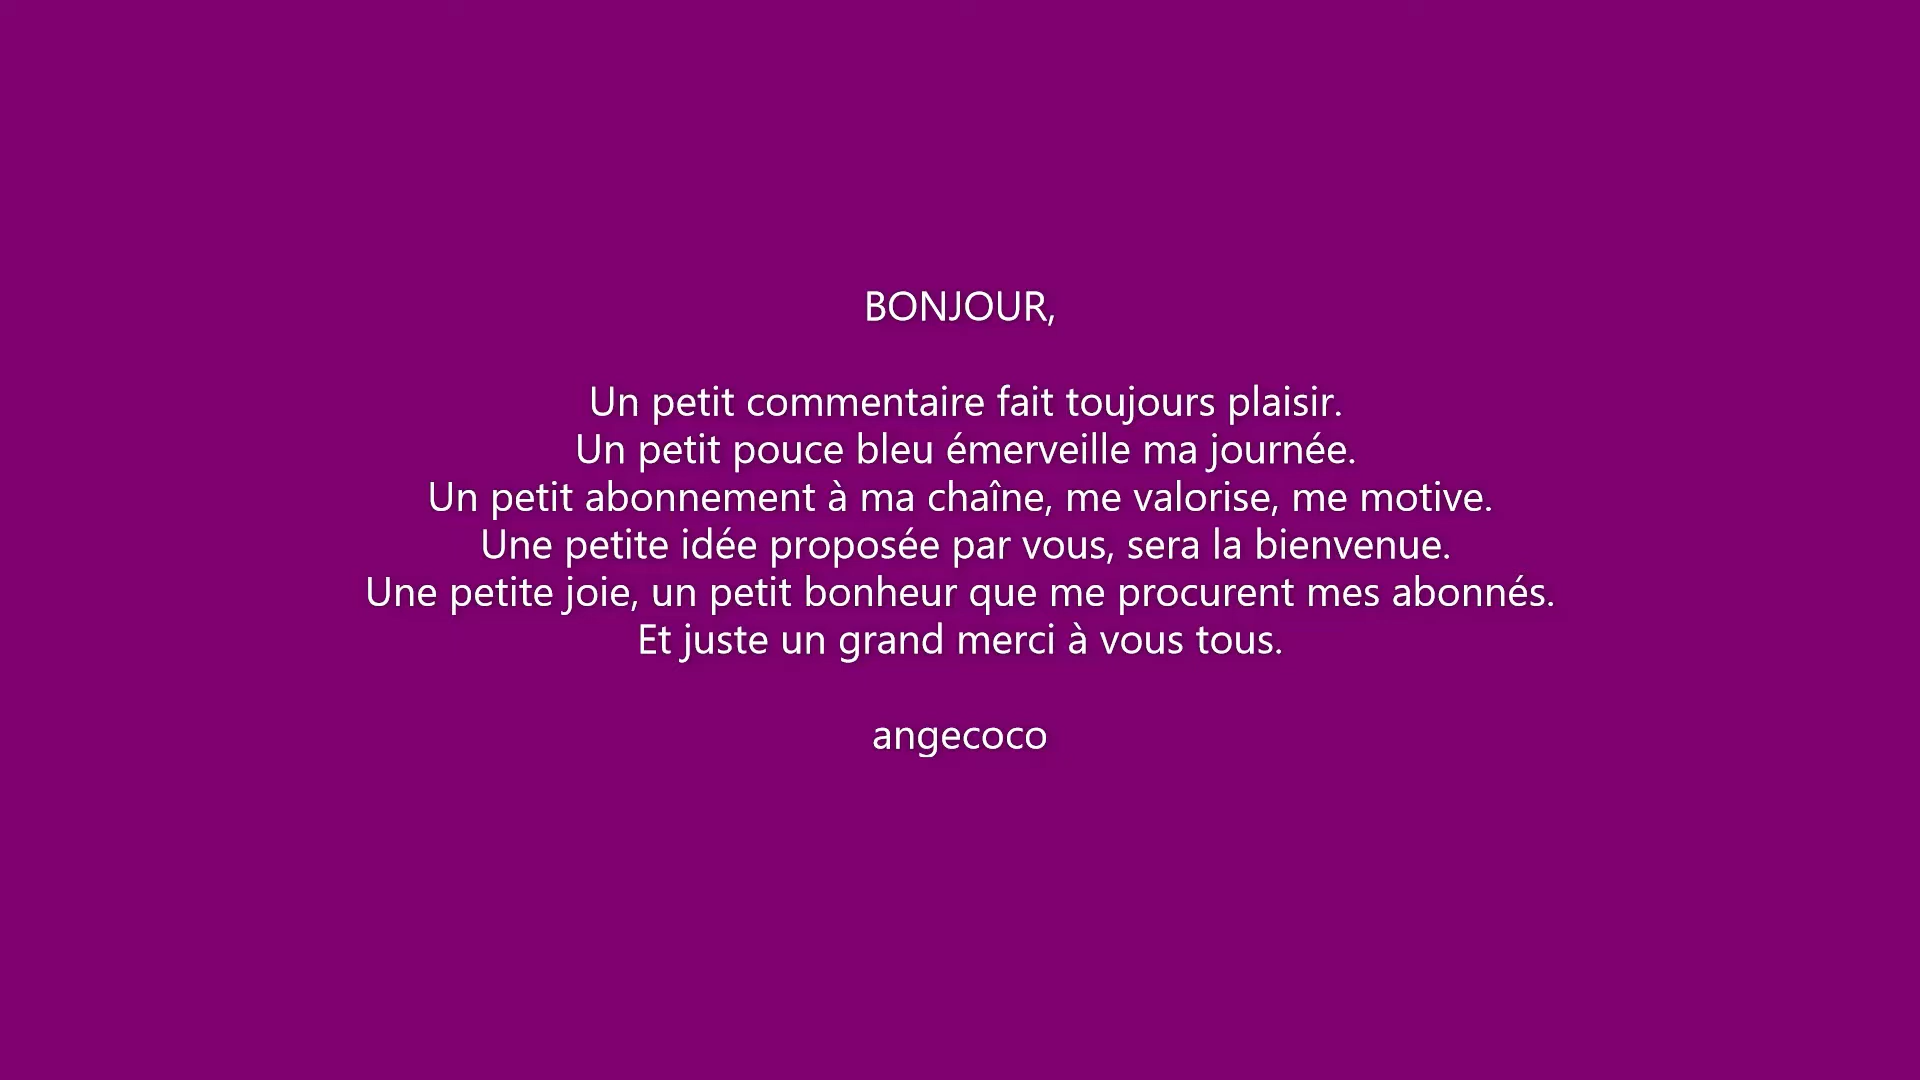 BONJOUR,
Un petit commentaire fait toujours plaisir.
Un petit pouce bleu émerveille ma journée.
Un petit abonnement à ma chaîne, me valorise, me motive.
Une petite idée proposée par vous, sera la bienvenue.
Une petite joie, un petit bonheur que me procurent mes abonnés.
Et juste un grand merci à vous tous.
angecoco